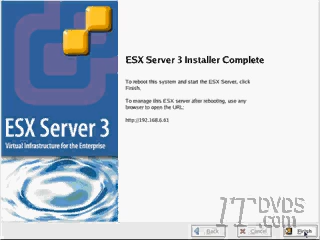 ESX Server 3 Installer Complete
To reboot this system and start the ESX Server, click
Finish.
To manage this ESX server after rebooting, use any
browser to open the URL:
http://192.168.6.61
ESX Server 3
Virtual Infrastructure for the Enterprise
ITDVDS
.com
Back
Cancel
Finish